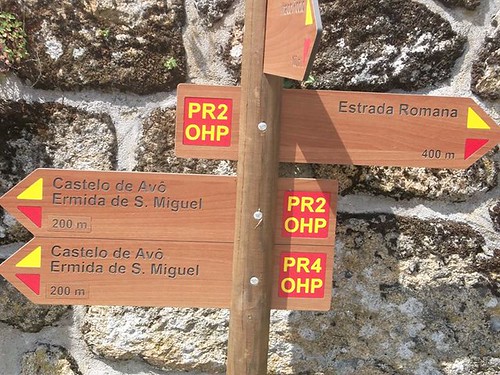 PR2
OHP
Estrada Romana
400 m
Castelo de Avô
Ermida de S. Miguel
200 m
PR2
OHP
Castelo de Avô
Ermida de S. Miguel
200 m
PR4
OHP